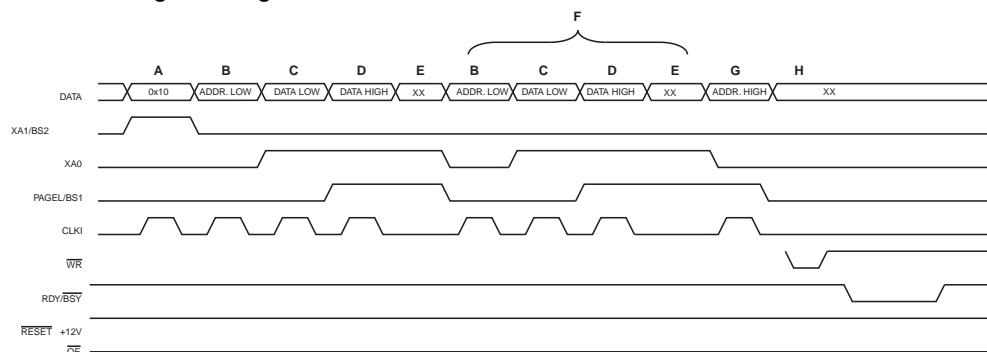 F
A B C D E B C D E G H
DATA 0x10 ADDR. LOW DATA LOW DATA HIGH XX ADDR. LOW DATA LOW DATA HIGH XX ADDR. HIGH XX
XA1/BS2
XA0
PAGEL/BS1
CLKI
WR
RDY/BSY
RESET +12V
OE